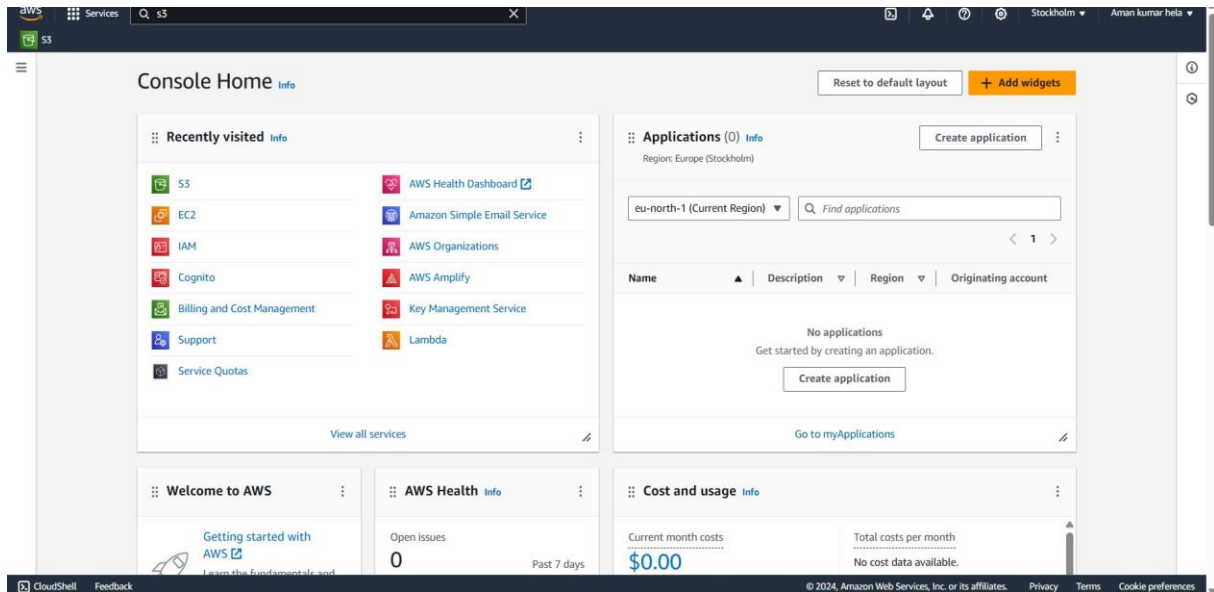 aws Services s3 Stockholm Aman kumar hela
S3
Console Home Info Reset to default layout + Add widgets
Recently visited Info
S3
EC2
IAM
Cognito
Billing and Cost Management
Support
Service Quotas
AWS Health Dashboard
Amazon Simple Email Service
AWS Organizations
AWS Amplify
Key Management Service
Lambda
View all services
Applications (0) Info Create application
Region: Europe (Stockholm)
eu-north-1 (Current Region) Find applications
1
Name Description Region Originating account
No applications
Get started by creating an application.
Create application
Go to myApplications
Welcome to AWS
Getting started with
AWS
Learn the fundamentals and
AWS Health Info
Open issues
0 Past 7 days
Cost and usage Info
Current month costs
$0.00
Total costs per month
No cost data available.
CloudShell Feedback © 2024, Amazon Web Services, Inc. or its affiliates. Privacy Terms Cookie preferences